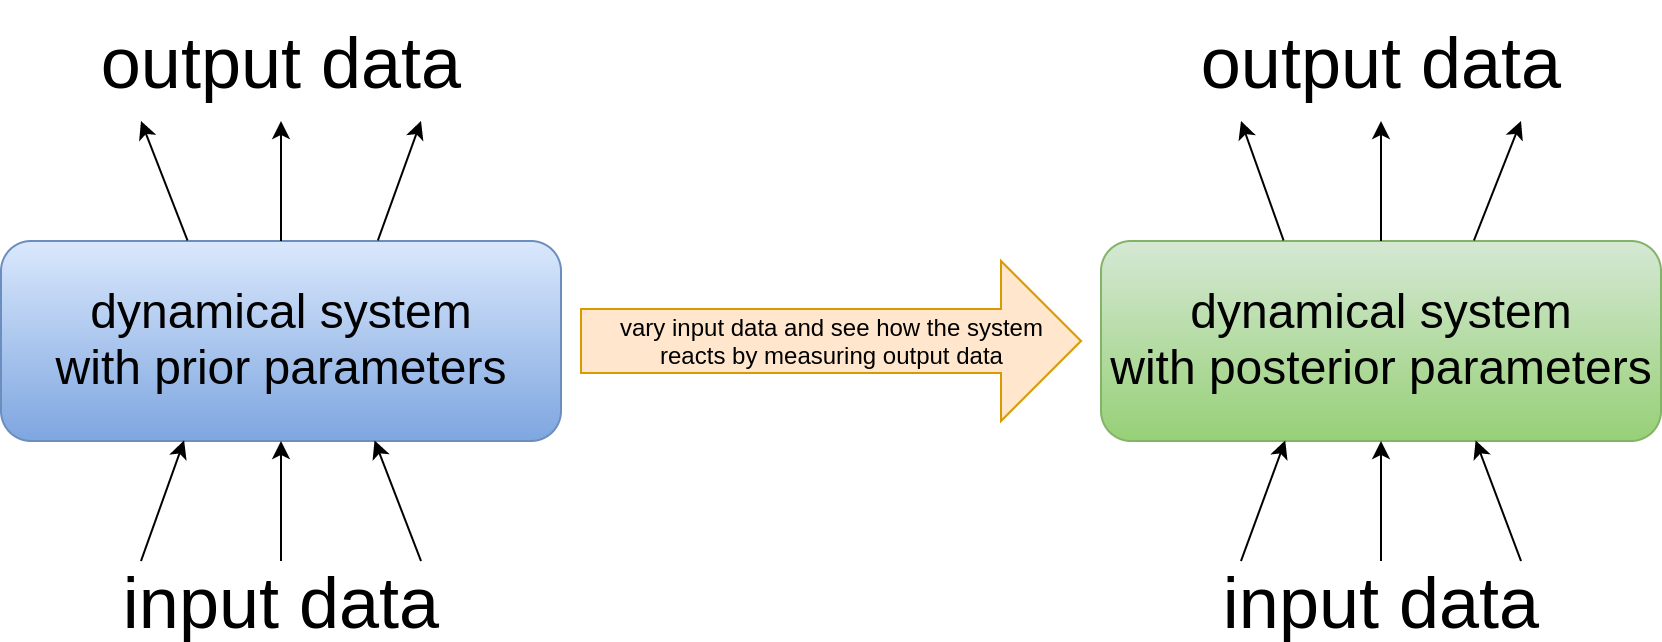 output data
dynamical system
with prior parameters
input data
vary input data and see how the system
reacts by measuring output data
output data
dynamical system
with posterior parameters
input data